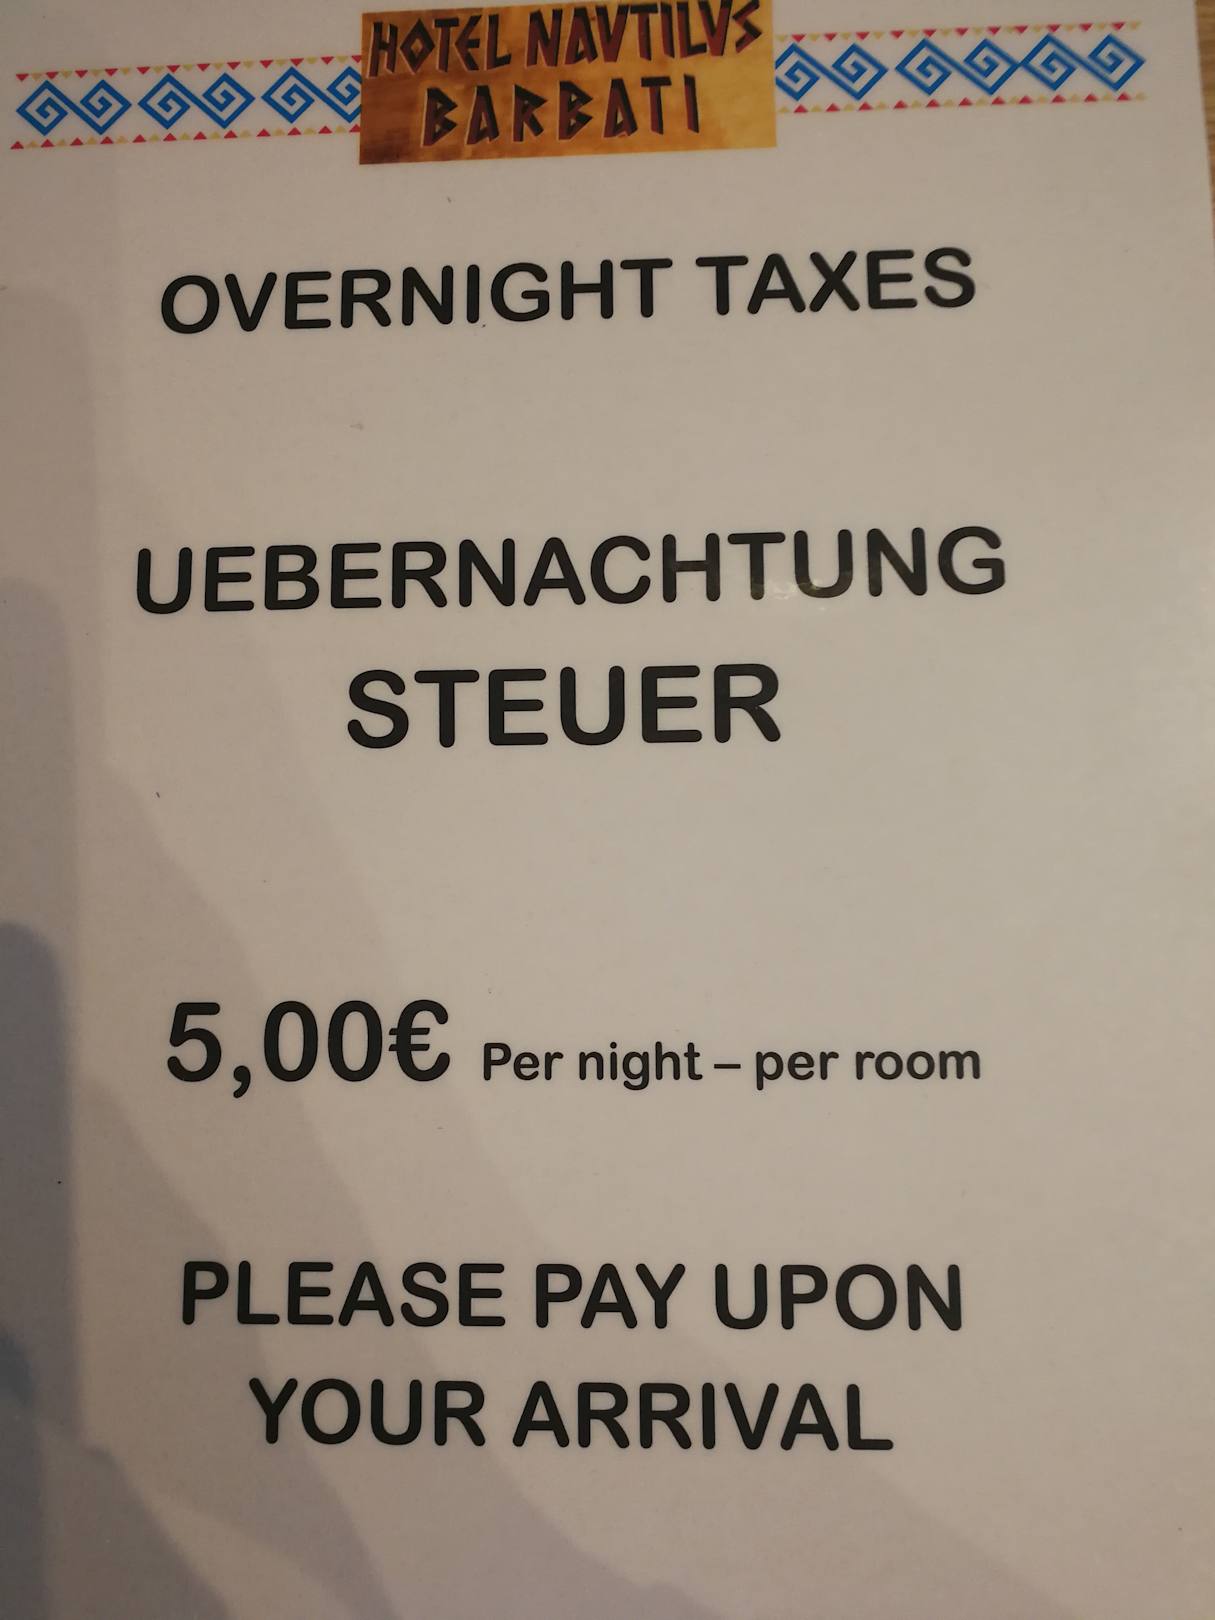 HOTEL NAVTILVS
BARBATI
OVERNIGHT TAXES
UEBERNACHTUNG
STEUER
5,00€ Per night – per room
PLEASE PAY UPON
YOUR ARRIVAL